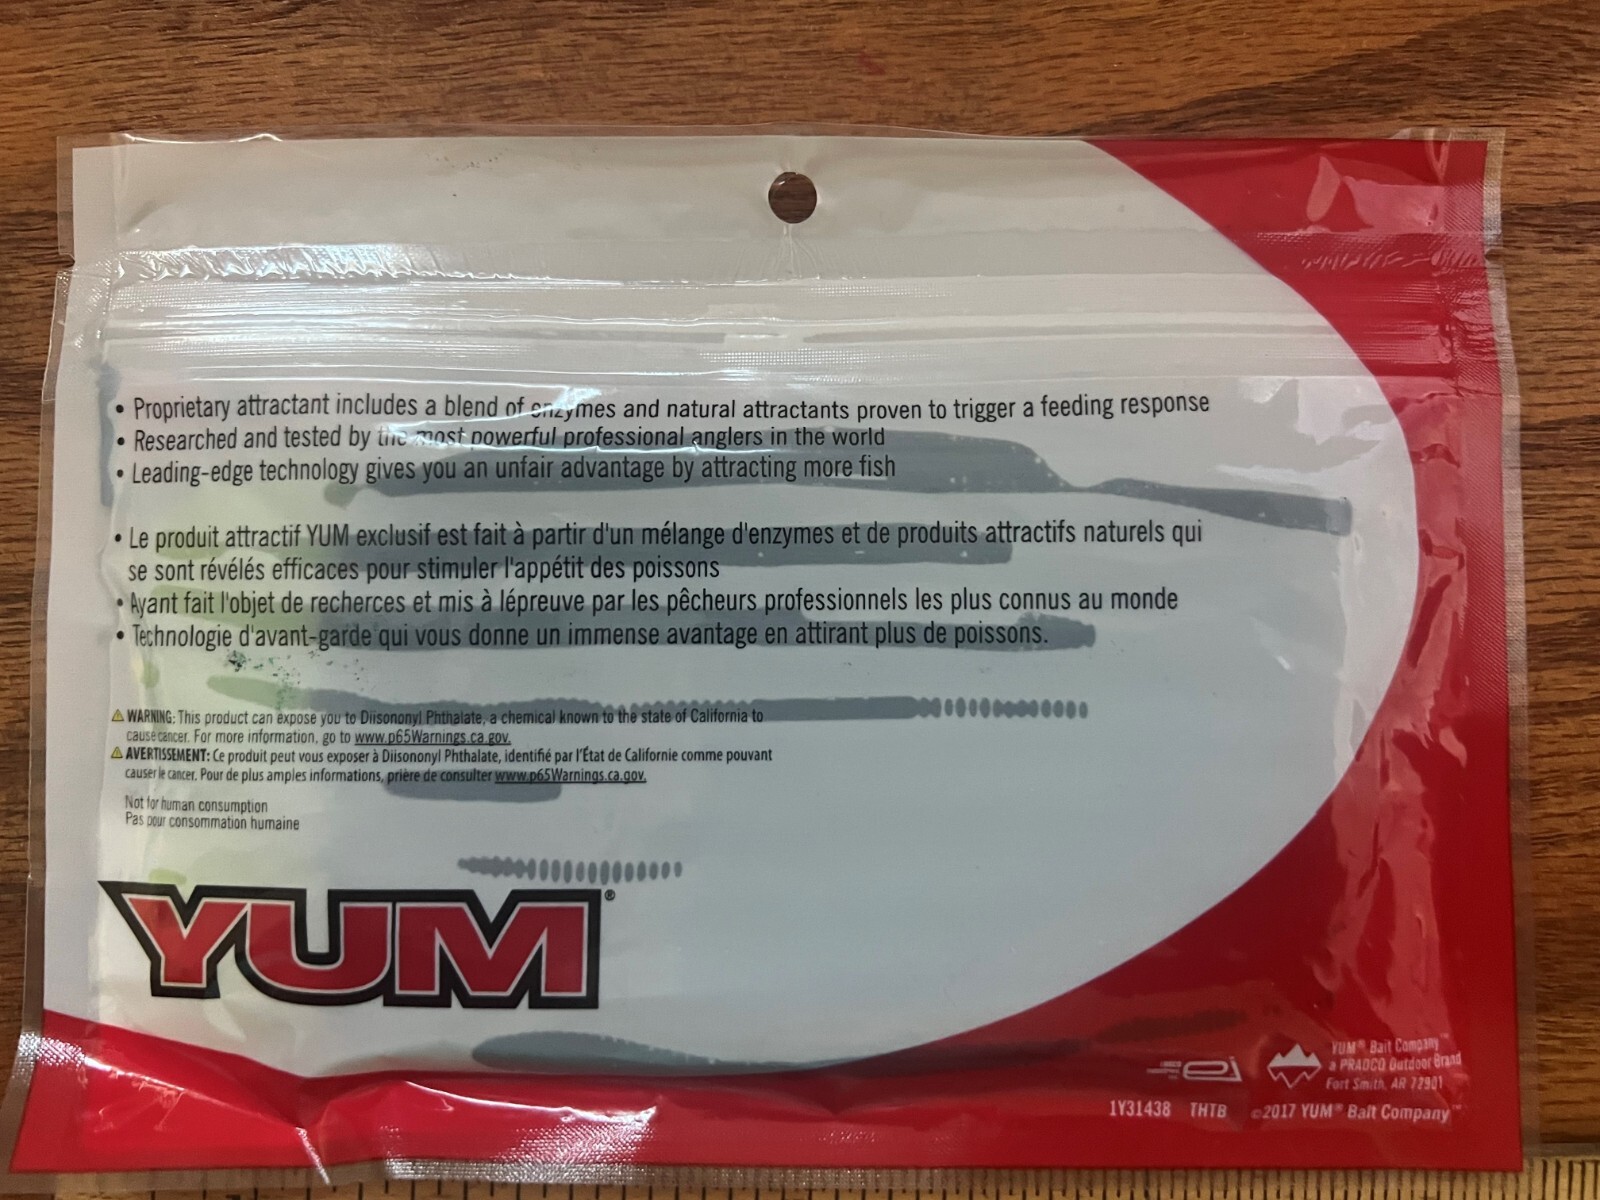 • Proprietary attractant includes a blend of enzymes and natural attractants proven to trigger a feeding response
• Researched and tested by the most powerful professional anglers in the world
• Leading-edge technology gives you an unfair advantage by attracting more fish
• Le produit attractif YUM exclusif est fait à partir d'un mélange d'enzymes et de produits attractifs naturels qui
se sont révélés efficaces pour stimuler l'appétit des poissons
• Ayant fait l'objet de recherces et mis à lépreuve par les pêcheurs professionnels les plus connus au monde
• Technologie d'avant-garde qui vous donne un immense avantage en attirant plus de poissons.
⚠ WARNING: This product can expose you to Diisononyl Phthalate, a chemical known to the state of California to
cause cancer. For more information, go to www.p65Warnings.ca.gov.
⚠ AVERTISSEMENT: Ce produit peut vous exposer à Diisononyl Phthalate, identifié par l'État de Californie comme pouvant
causer le cancer. Pour de plus amples informations, prière de consulter www.p65Warnings.ca.gov.
Not for human consumption
Pas pour consommation humaine
YUM®
YUM® Bait Company
a PRADCO Outdoor Brand
Fort Smith, AR 72901
1Y31438 THTB ©2017 YUM® Bait Company™